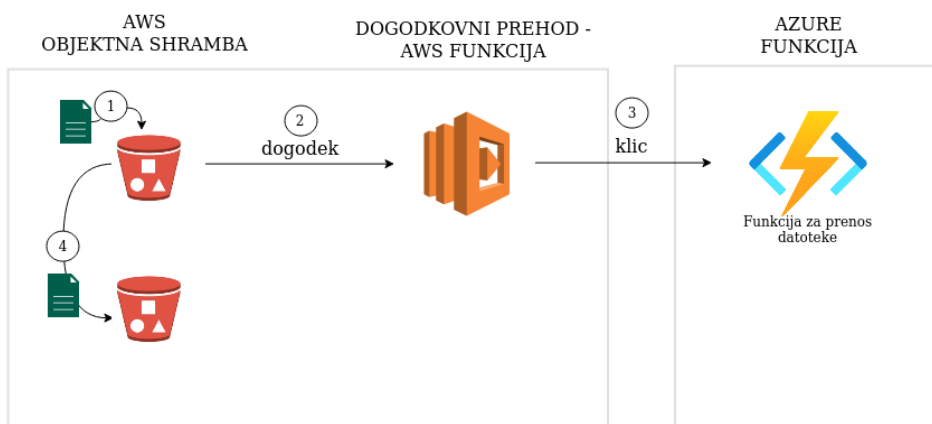 AWS
OBJEKTNA SHRAMBA
DOGODKOVNI PREHOD -
AWS FUNKCIJA
AZURE
FUNKCIJA
1
2
dogodek
3
klic
Funkcija za prenos
datoteke
4